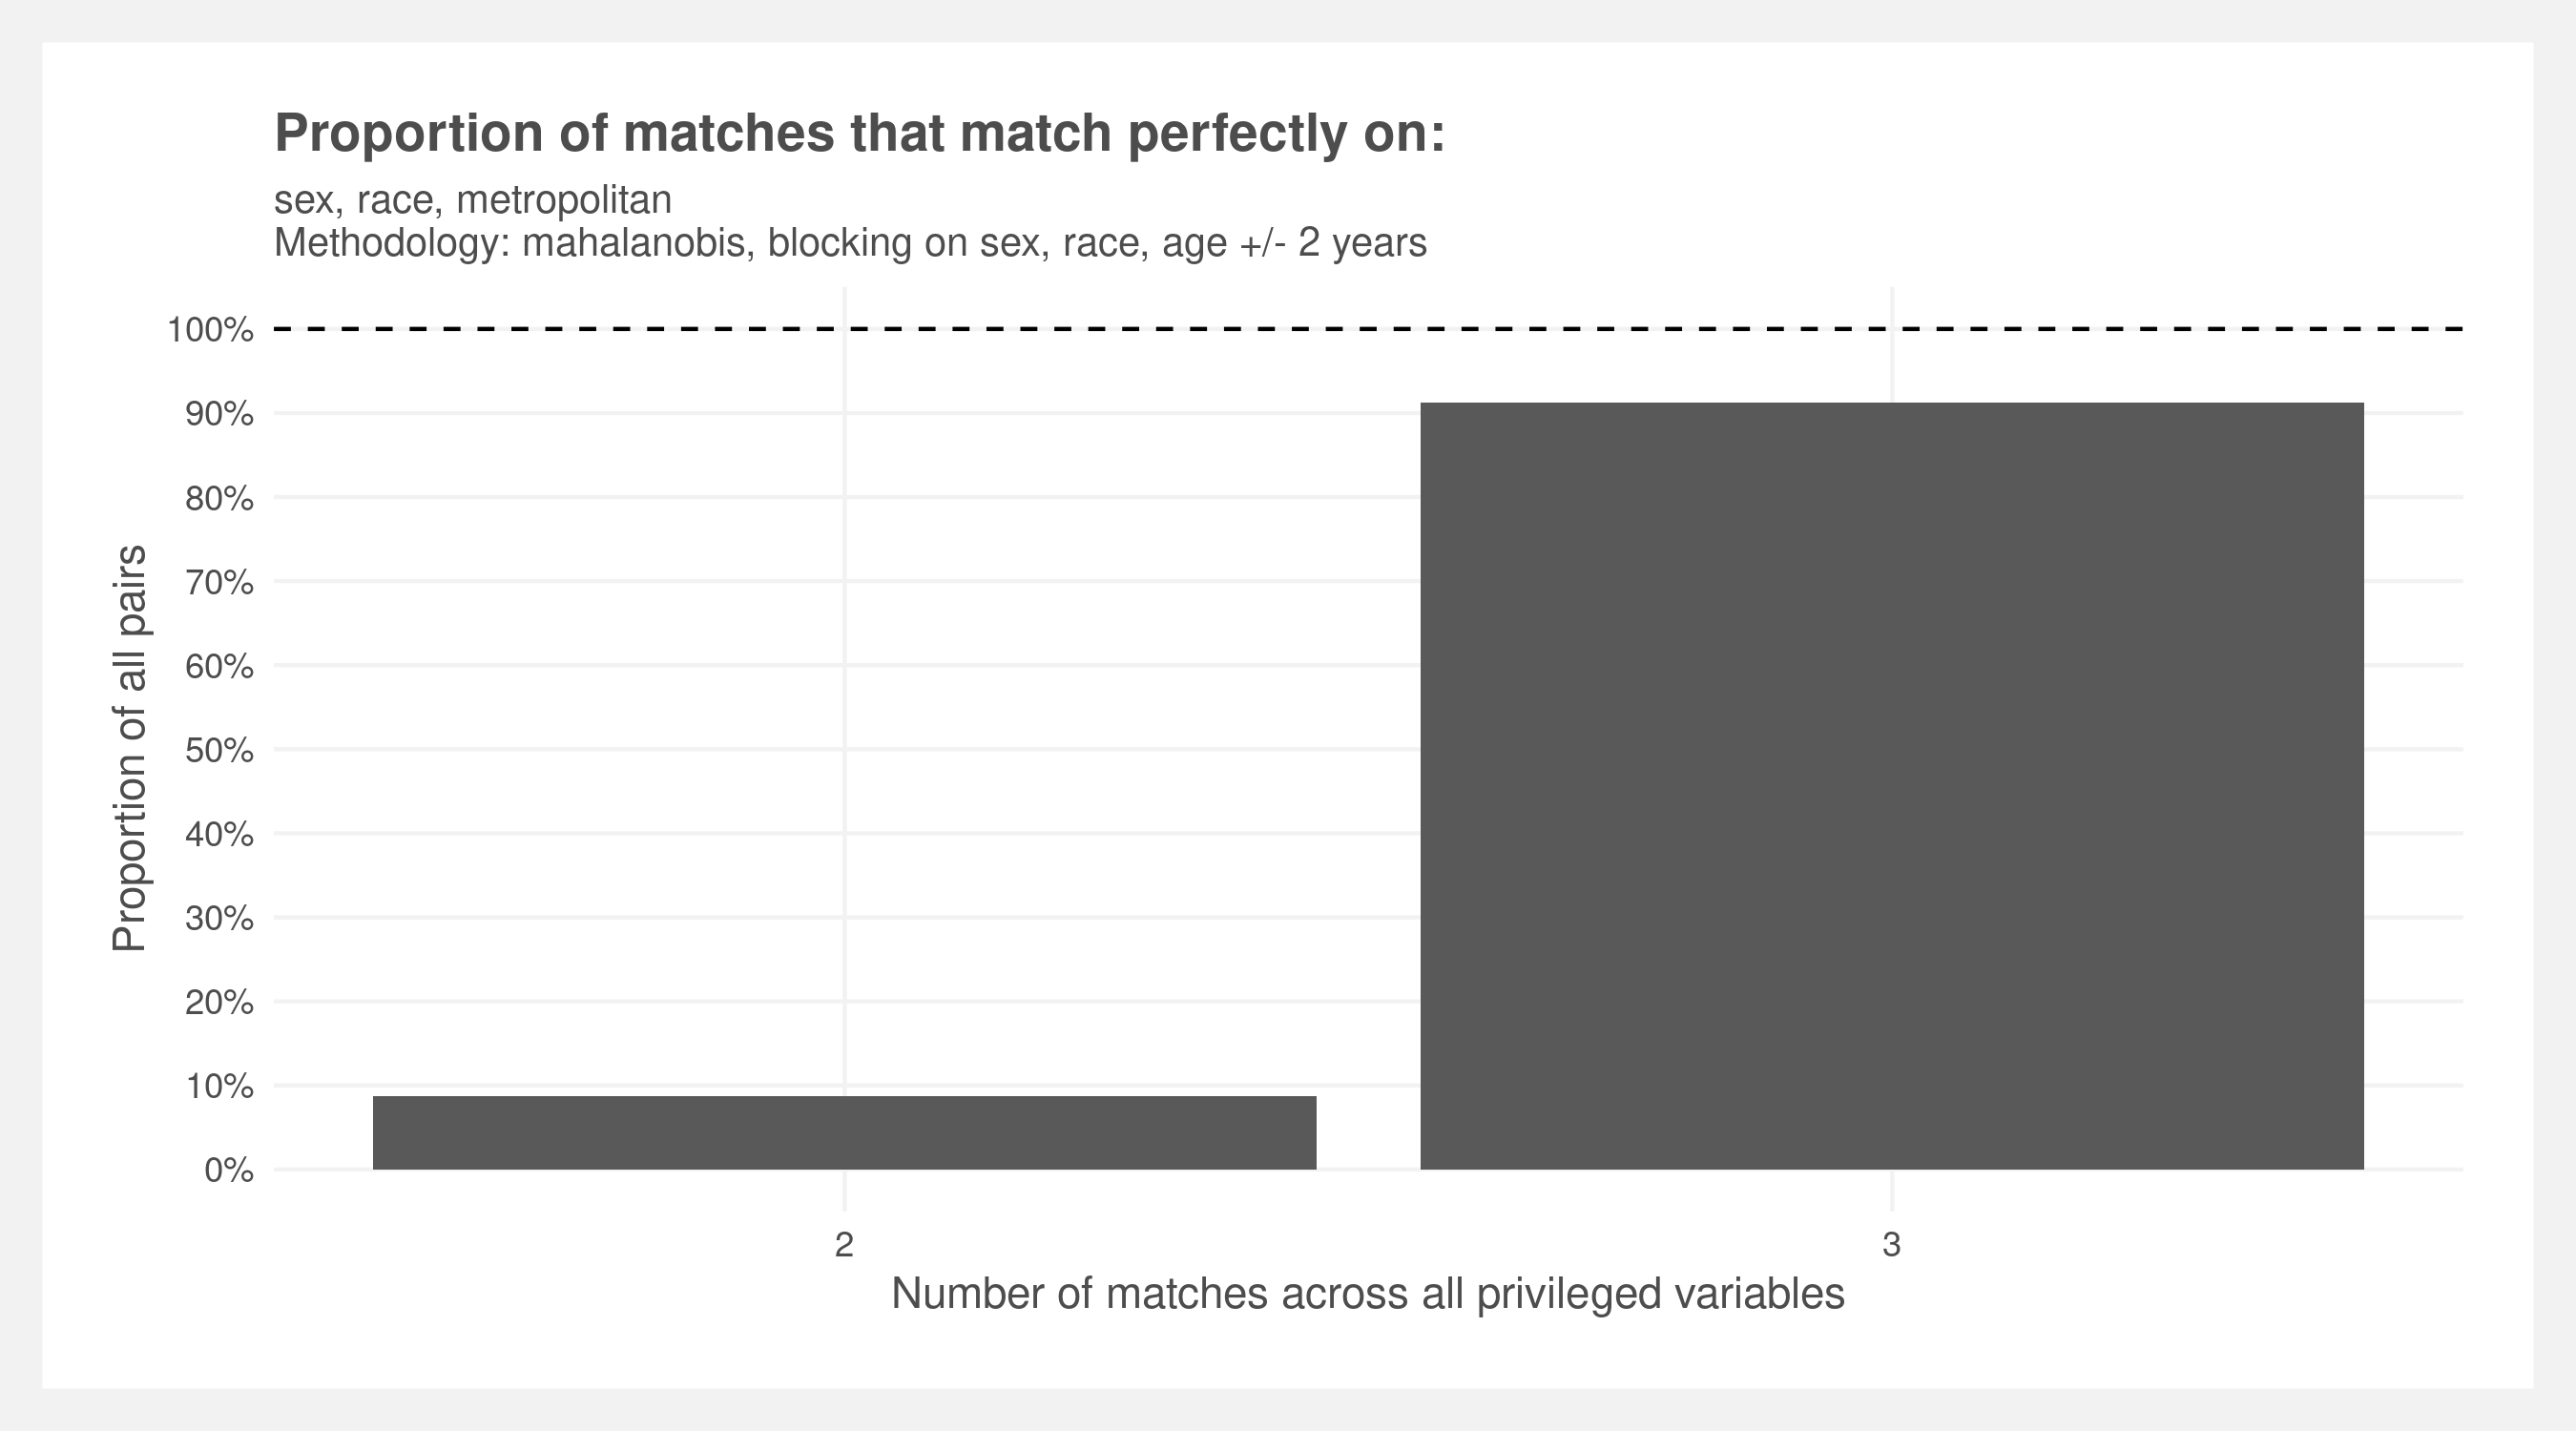 Proportion of matches that match perfectly on:
sex, race, metropolitan
Methodology: mahalanobis, blocking on sex, race, age +/- 2 years
Proportion of all pairs
100%
90%
80%
70%
60%
50%
40%
30%
20%
10%
0%
2
3
Number of matches across all privileged variables